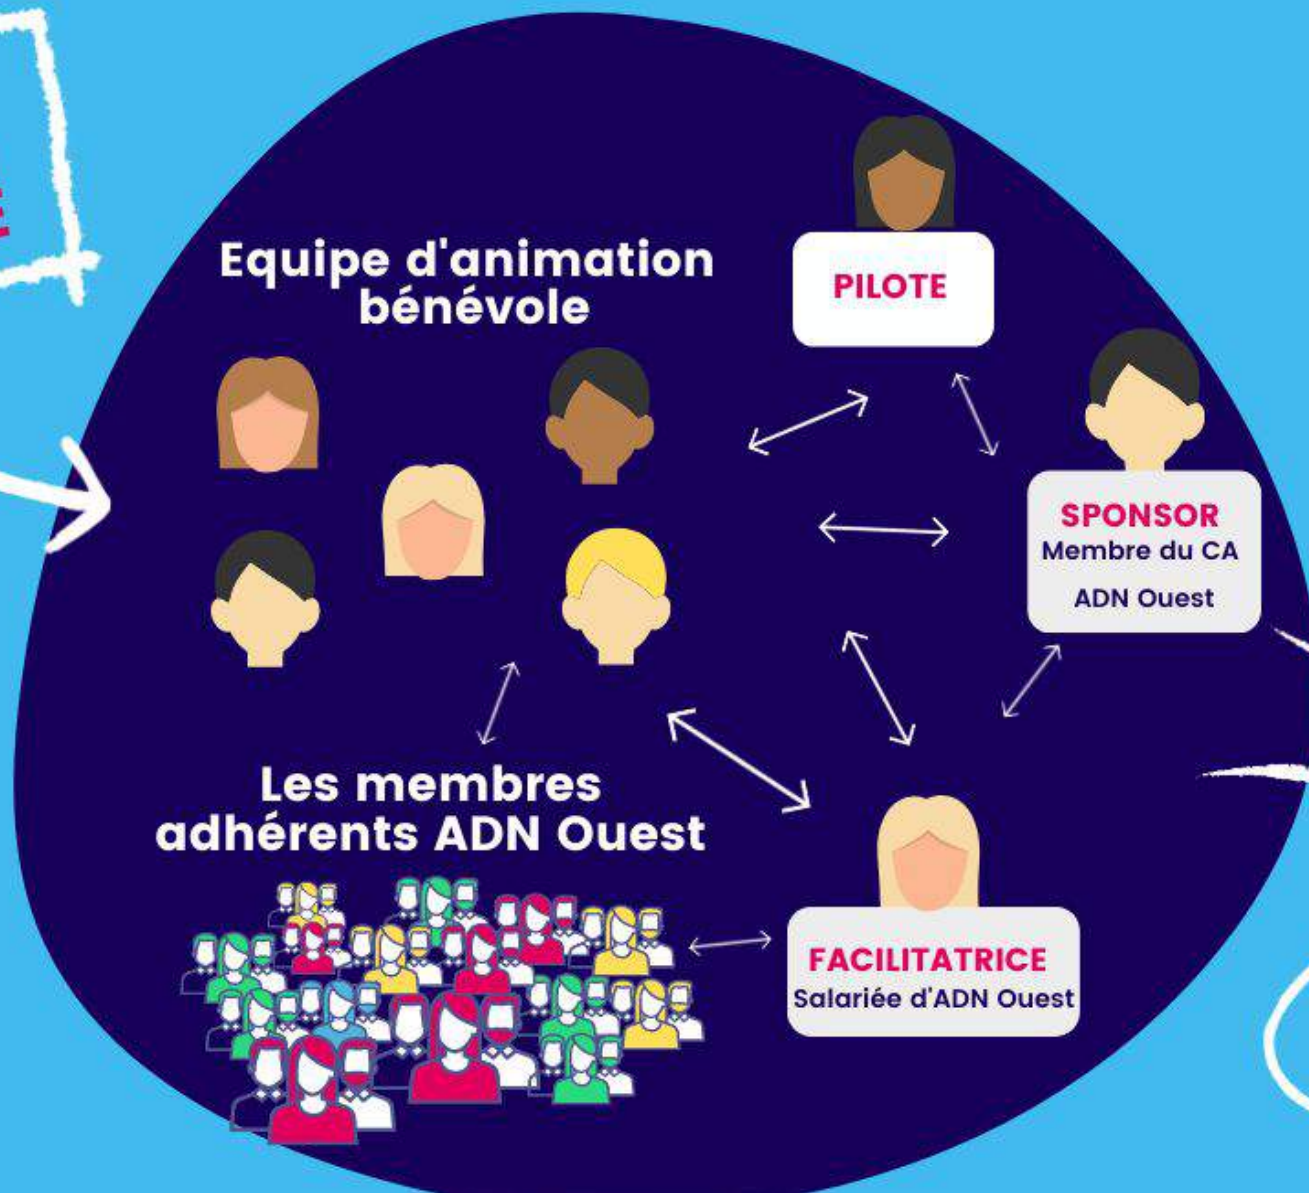 Equipe d'animation
bénévole
PILOTE
SPONSOR
Membre du CA
ADN Ouest
Les membres
adhérents ADN Ouest
FACILITATRICE
Salariée d'ADN Ouest